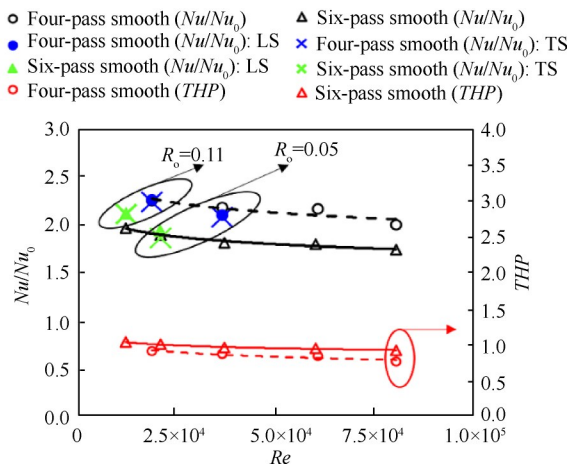 Four-pass smooth (Nu/Nu₀)
Six-pass smooth (Nu/Nu₀)
Four-pass smooth (Nu/Nu₀): LS
Four-pass smooth (Nu/Nu₀): TS
Six-pass smooth (Nu/Nu₀): LS
Six-pass smooth (Nu/Nu₀): TS
Four-pass smooth (THP)
Six-pass smooth (THP)
3.0
2.5
2.0
1.5
1.0
0.5
0.0
Nu/Nu₀
Rₒ=0.11
Rₒ=0.05
4.0
3.5
3.0
2.5
2.0
1.5
1.0
0.5
0.0
THP
0
2.5×10⁴
5.0×10⁴
7.5×10⁴
1.0×10⁵
Re